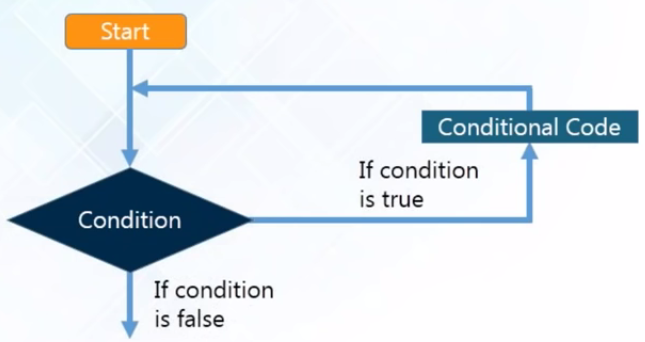 Start
Conditional Code
If condition
is true
Condition
If condition
is false